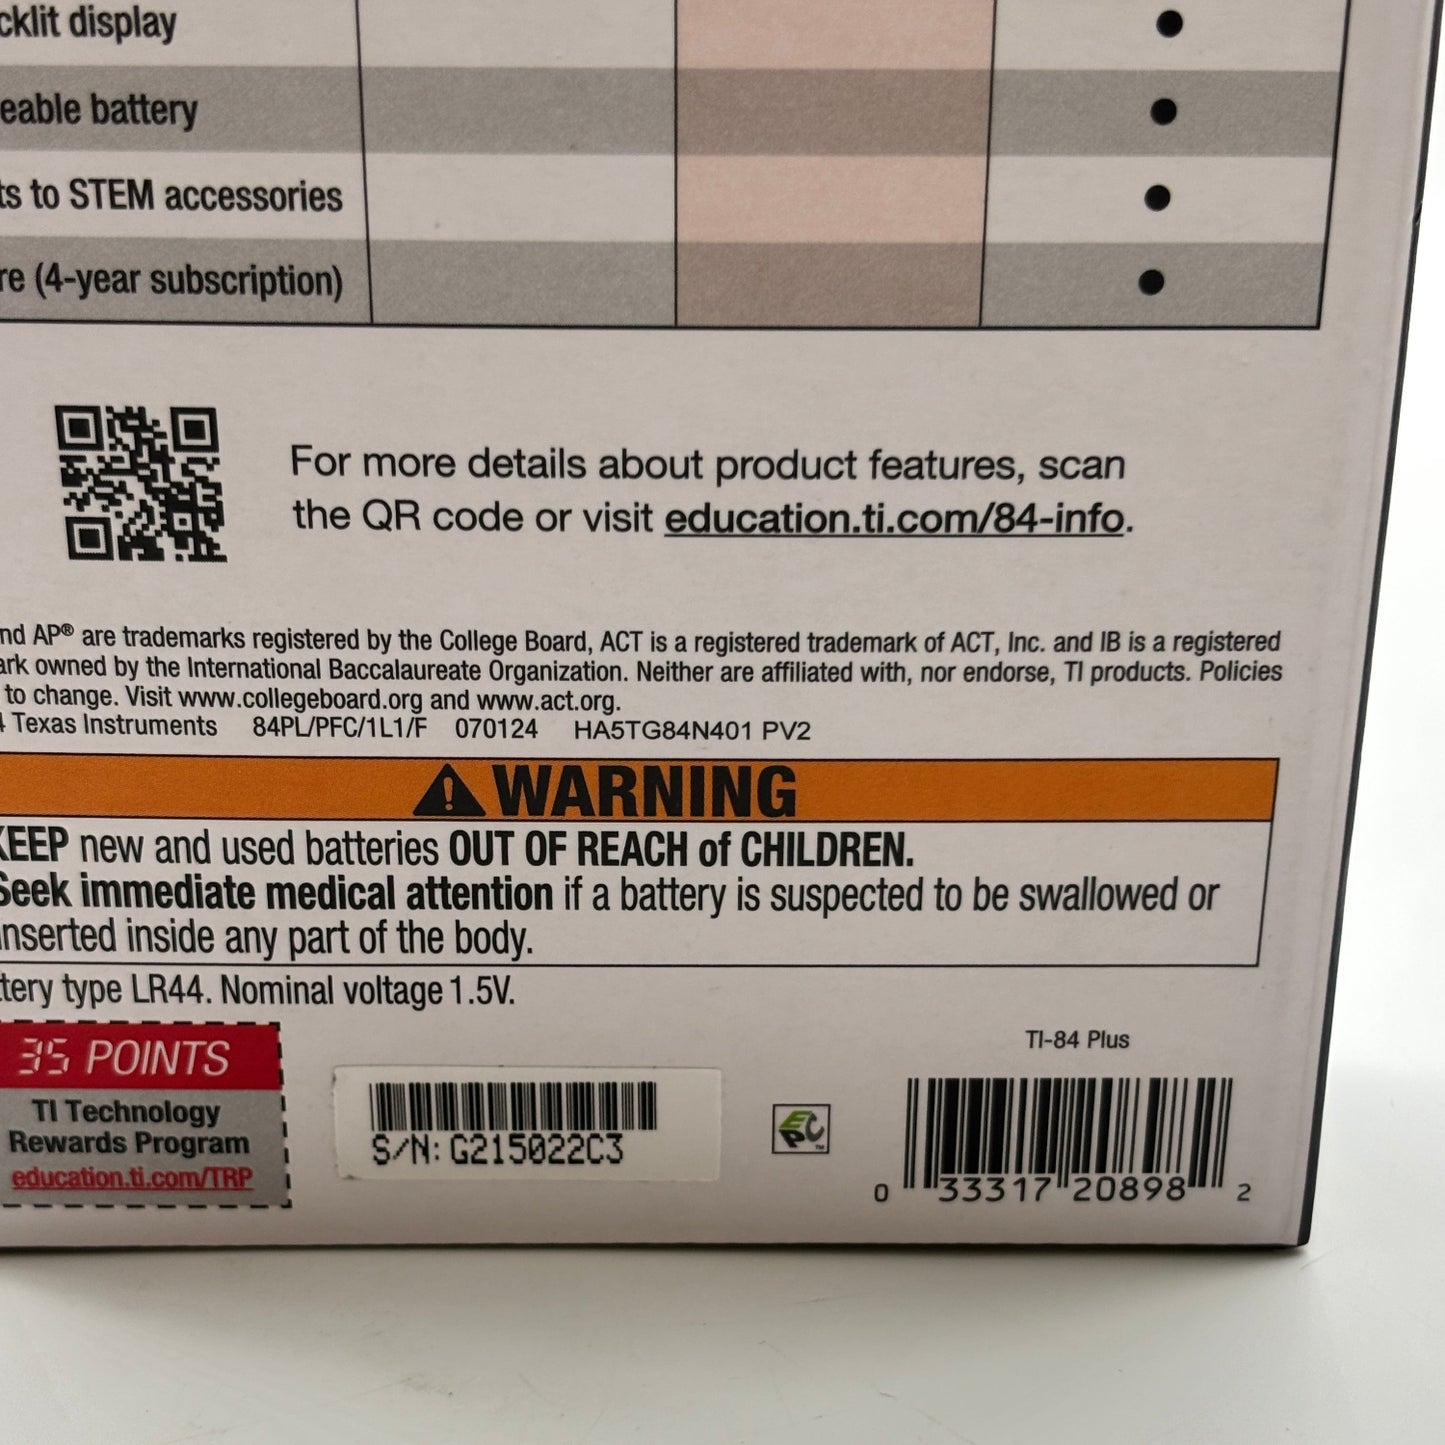 cklit display
eable battery
ts to STEM accessories
re (4-year subscription)
For more details about product features, scan
the QR code or visit education.ti.com/84-info.
nd AP® are trademarks registered by the College Board, ACT is a registered trademark of ACT, Inc. and IB is a registered
ark owned by the International Baccalaureate Organization. Neither are affiliated with, nor endorse, TI products. Policies
to change. Visit www.collegeboard.org and www.act.org.
4 Texas Instruments 84PL/PFC/1L1/F 070124 HA5TG84N401 PV2
WARNING
KEEP new and used batteries OUT OF REACH of CHILDREN.
Seek immediate medical attention if a battery is suspected to be swallowed or
inserted inside any part of the body.
ttery type LR44. Nominal voltage 1.5V.
35 POINTS
TI Technology
Rewards Program
education.ti.com/TRP
S/N: G215022C3
EPC™
TI-84 Plus
0 33317 20898 2